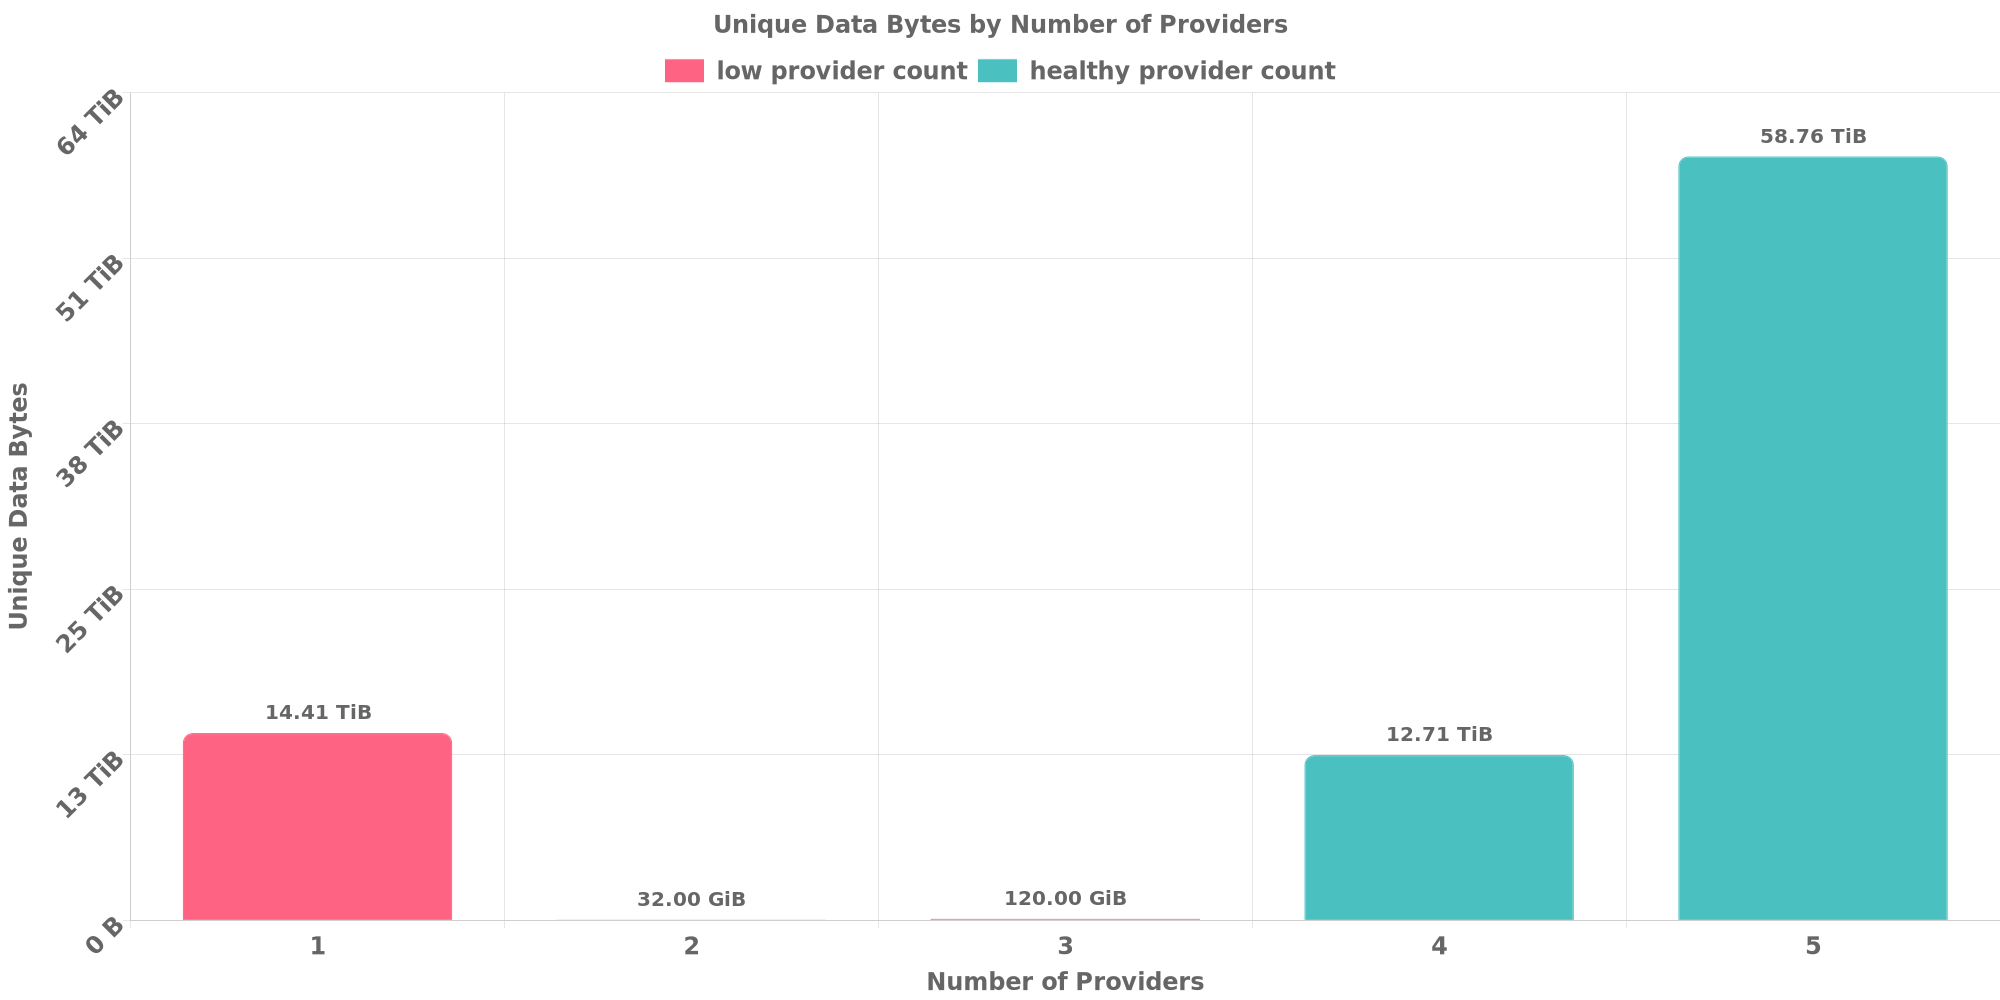 Unique Data Bytes by Number of Providers
low provider count healthy provider count
64 TiB
51 TiB
38 TiB
25 TiB
13 TiB
0 B
Unique Data Bytes
14.41 TiB
32.00 GiB
120.00 GiB
12.71 TiB
58.76 TiB
1 2 3 4 5
Number of Providers